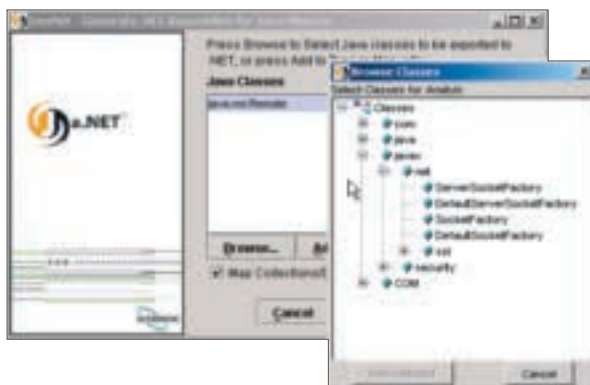 Press Browse to Select Java classes to be exported to
.NET, or press Add to
Java Classes
java.rmi.Remote
a.NET
Browse...
Map Collections
Cancel
Browse Classes
Select Classes for Analysis
Classes
com
java
javax
net
ServerSocketFactory
DefaultServerSocketFactory
SocketFactory
DefaultSocketFactory
ssl
security
COM
Cancel